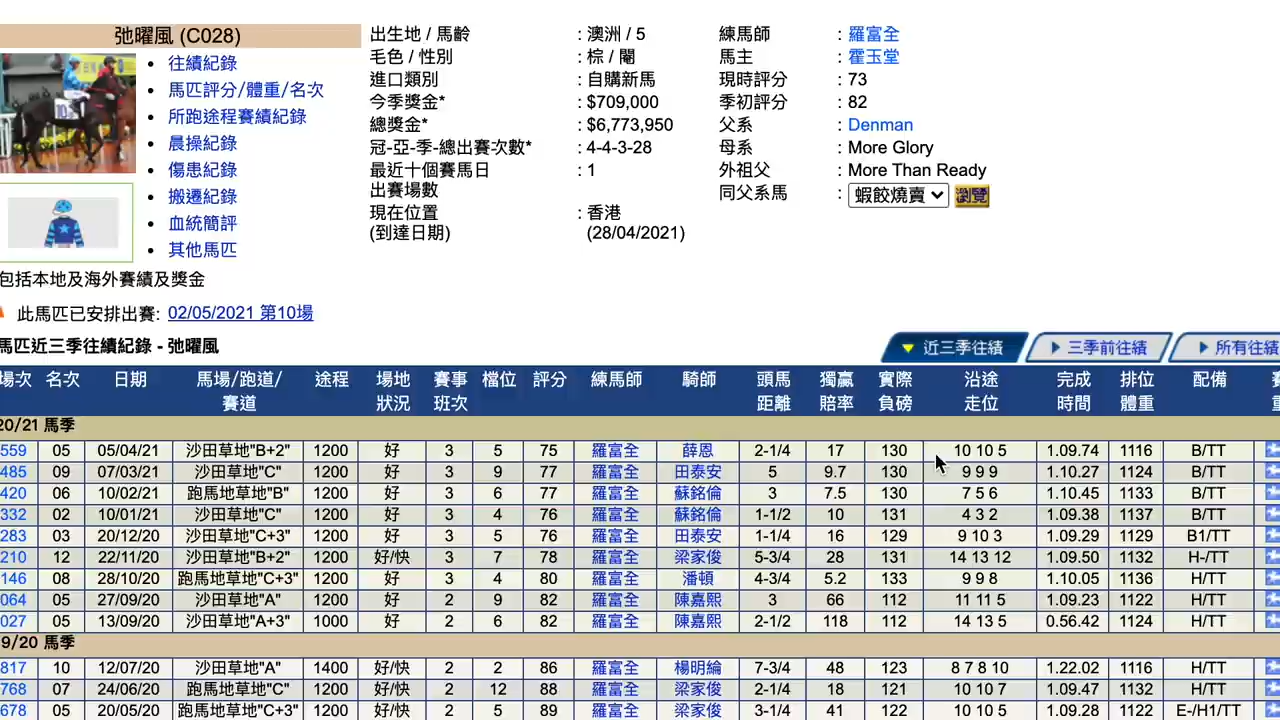 弛曜風 (C028)
往績紀錄
馬匹評分/體重/名次
所跑途程賽績紀錄
晨操紀錄
傷患紀錄
搬遷紀錄
血統簡評
其他馬匹
出生地 / 馬齡 : 澳洲 / 5
毛色 / 性別 : 棕 / 閹
進口類別 : 自購新馬
今季獎金* : $709,000
總獎金* : $6,773,950
冠-亞-季-總出賽次數* : 4-4-3-28
最近十個賽馬日 : 1
出賽場數
現在位置 : 香港
(到達日期) (28/04/2021)
練馬師 : 羅富全
馬主 : 霍玉堂
現時評分 : 73
季初評分 : 82
父系 : Denman
母系 : More Glory
外祖父 : More Than Ready
同父系馬 : 蝦餃燒賣 瀏覽
包括本地及海外賽績及獎金
此馬匹已安排出賽: 02/05/2021 第10場
馬匹近三季往績紀錄 - 弛曜風
近三季往績 三季前往績 所有往績
場次 名次 日期 馬場/跑道/ 途程 場地 賽事 檔位 評分 練馬師 騎師 頭馬 獨贏 實際 沿途 完成 排位 配備
賽道 狀況 班次 距離 賠率 負磅 走位 時間 體重
20/21 馬季
559 05 05/04/21 沙田草地"B+2" 1200 好 3 5 75 羅富全 薛恩 2-1/4 17 130 10 10 5 1.09.74 1116 B/TT
485 09 07/03/21 沙田草地"C" 1200 好 3 9 77 羅富全 田泰安 5 9.7 130 9 9 9 1.10.27 1124 B/TT
420 06 10/02/21 跑馬地草地"B" 1200 好 3 6 77 羅富全 蘇銘倫 3 7.5 130 7 5 6 1.10.45 1133 B/TT
332 02 10/01/21 沙田草地"C" 1200 好 3 4 76 羅富全 蘇銘倫 1-1/2 10 131 4 3 2 1.09.38 1137 B/TT
283 03 20/12/20 沙田草地"C+3" 1200 好 3 5 76 羅富全 田泰安 1-1/4 16 129 9 10 3 1.09.29 1129 B1/TT
210 12 22/11/20 沙田草地"B+2" 1200 好/快 3 7 78 羅富全 梁家俊 5-3/4 28 131 14 13 12 1.09.50 1132 H-/TT
146 08 28/10/20 跑馬地草地"C+3" 1200 好 3 4 80 羅富全 潘頓 4-3/4 5.2 133 9 9 8 1.10.05 1136 H/TT
064 05 27/09/20 沙田草地"A" 1200 好 2 9 82 羅富全 陳嘉熙 3 66 112 11 11 5 1.09.23 1122 H/TT
027 05 13/09/20 沙田草地"A+3" 1000 好 2 6 82 羅富全 陳嘉熙 2-1/2 118 112 14 13 5 0.56.42 1124 H/TT
9/20 馬季
817 10 12/07/20 沙田草地"A" 1400 好/快 2 2 86 羅富全 楊明綸 7-3/4 48 123 8 7 8 10 1.22.02 1116 H/TT
768 07 24/06/20 跑馬地草地"C" 1200 好/快 2 12 88 羅富全 梁家俊 2-1/4 18 121 10 10 7 1.09.47 1132 H/TT
678 05 20/05/20 跑馬地草地"C+3" 1200 好/快 2 5 89 羅富全 梁家俊 3-1/4 41 122 10 10 5 1.09.28 1122 E-/H1/TT